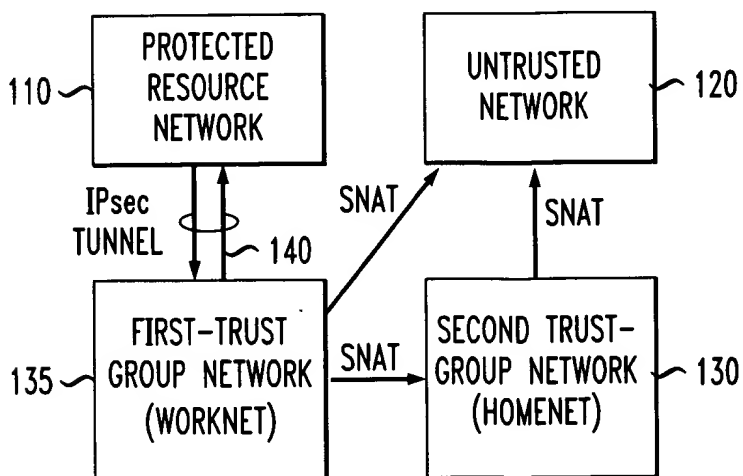 PROTECTED
RESOURCE
NETWORK
110
UNTRUSTED
NETWORK
120
IPsec
TUNNEL
140
SNAT
SNAT
FIRST-TRUST
GROUP NETWORK
(WORKNET)
135
SNAT
SECOND TRUST-
GROUP NETWORK
(HOMENET)
130